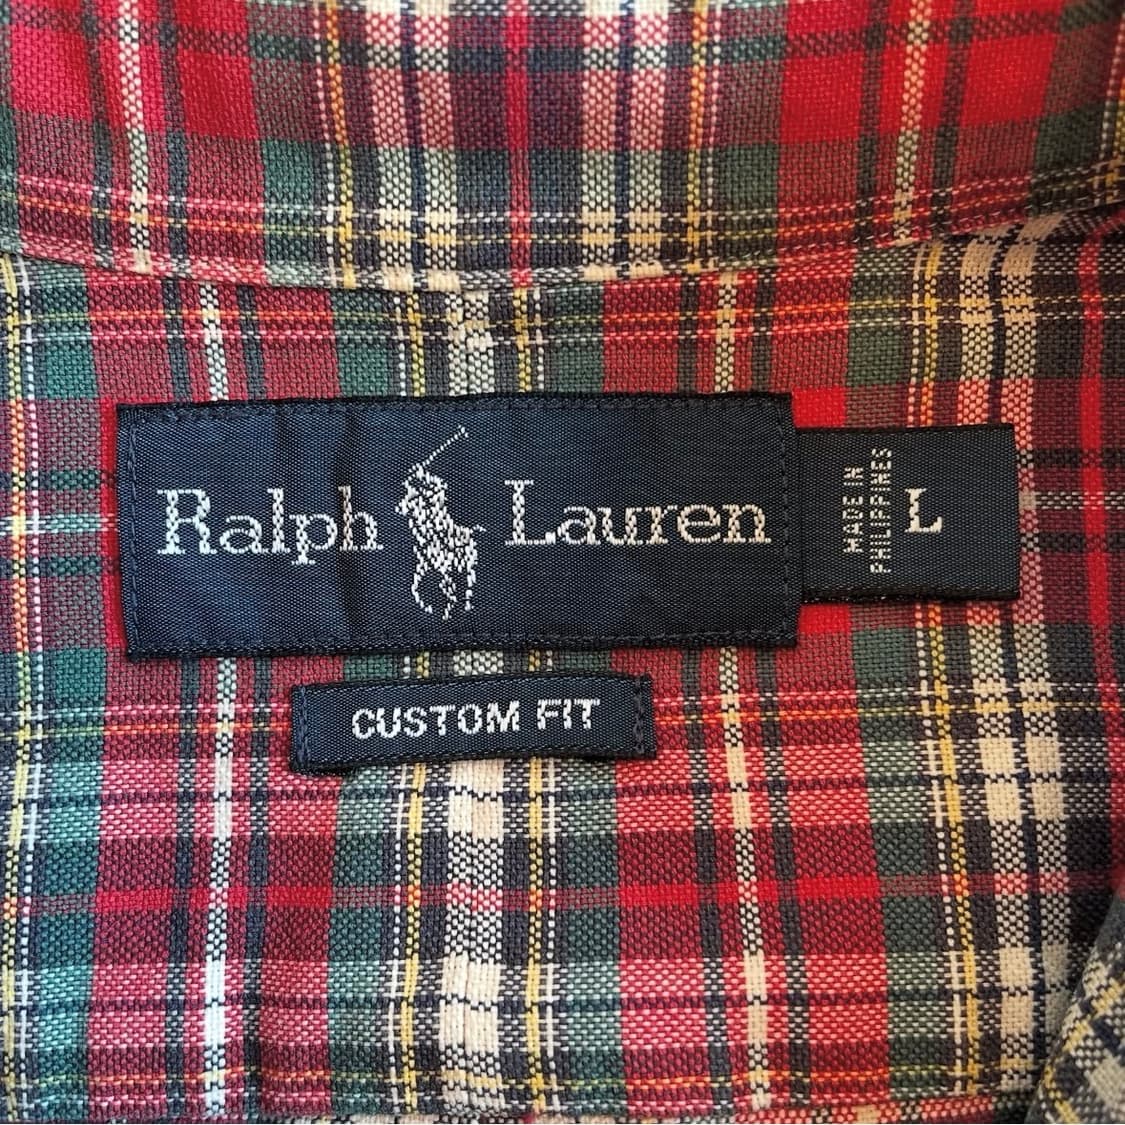 Ralph Lauren
MADE IN
PHILIPPINES
L
CUSTOM FIT